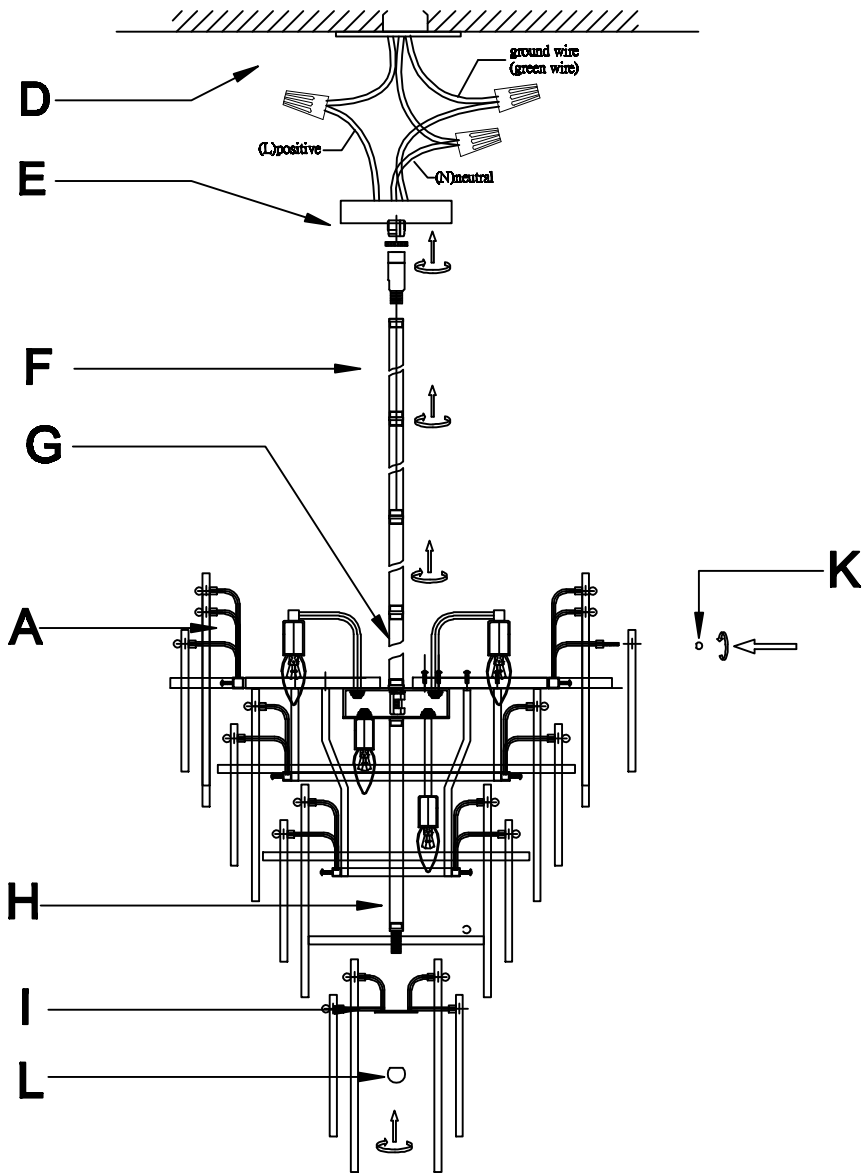 ground wire
(green wire)
D
(L)positive
(N)neutral
E
F
G
K
A
H
I
L